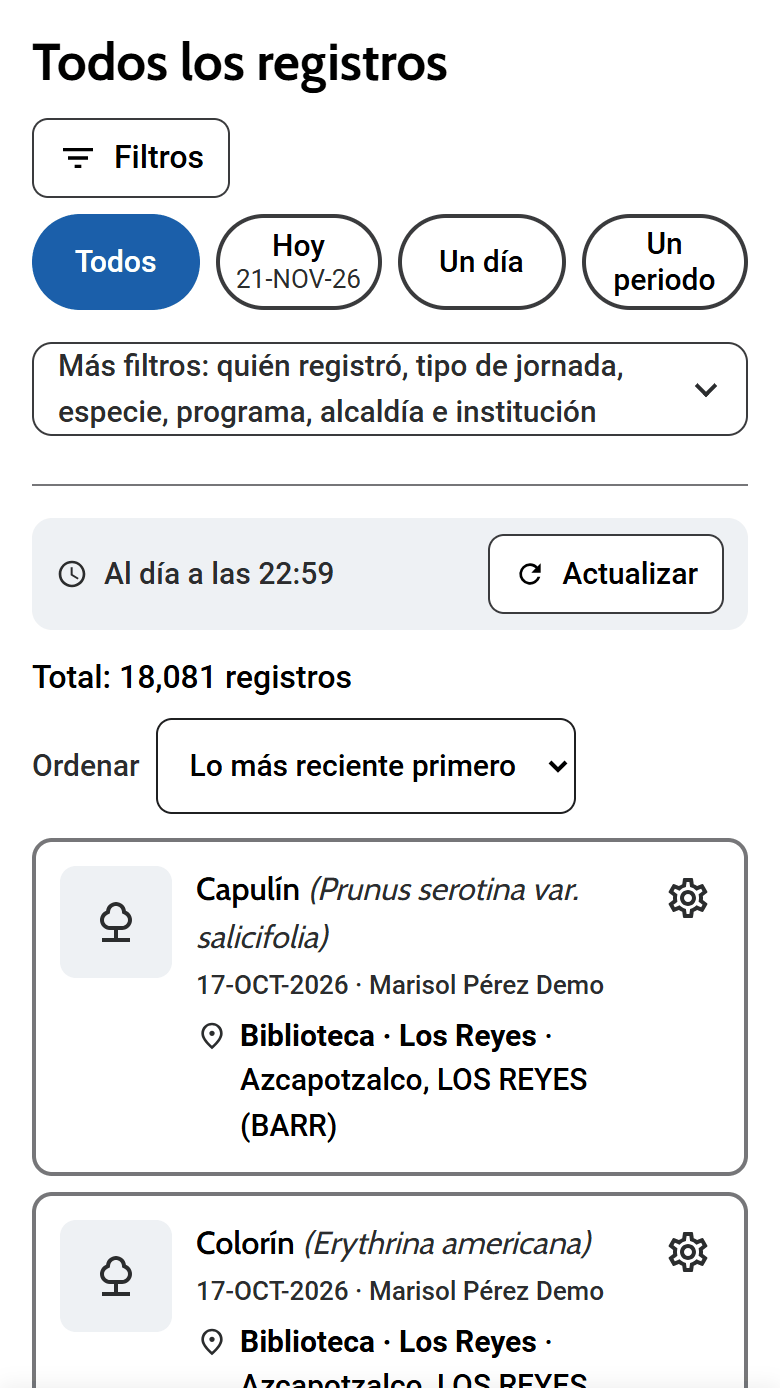 Todos los registros
Filtros
Todos
Hoy
21-NOV-26
Un día
Un
periodo
Más filtros: quién registró, tipo de jornada,
especie, programa, alcaldía e institución
Al día a las 22:59
Actualizar
Total: 18,081 registros
Ordenar
Lo más reciente primero
Capulín (Prunus serotina var.
salicifolia)
17-OCT-2026 · Marisol Pérez Demo
Biblioteca · Los Reyes ·
Azcapotzalco, LOS REYES
(BARR)
Colorín (Erythrina americana)
17-OCT-2026 · Marisol Pérez Demo
Biblioteca · Los Reyes ·
Azcapotzalco, LOS REYES